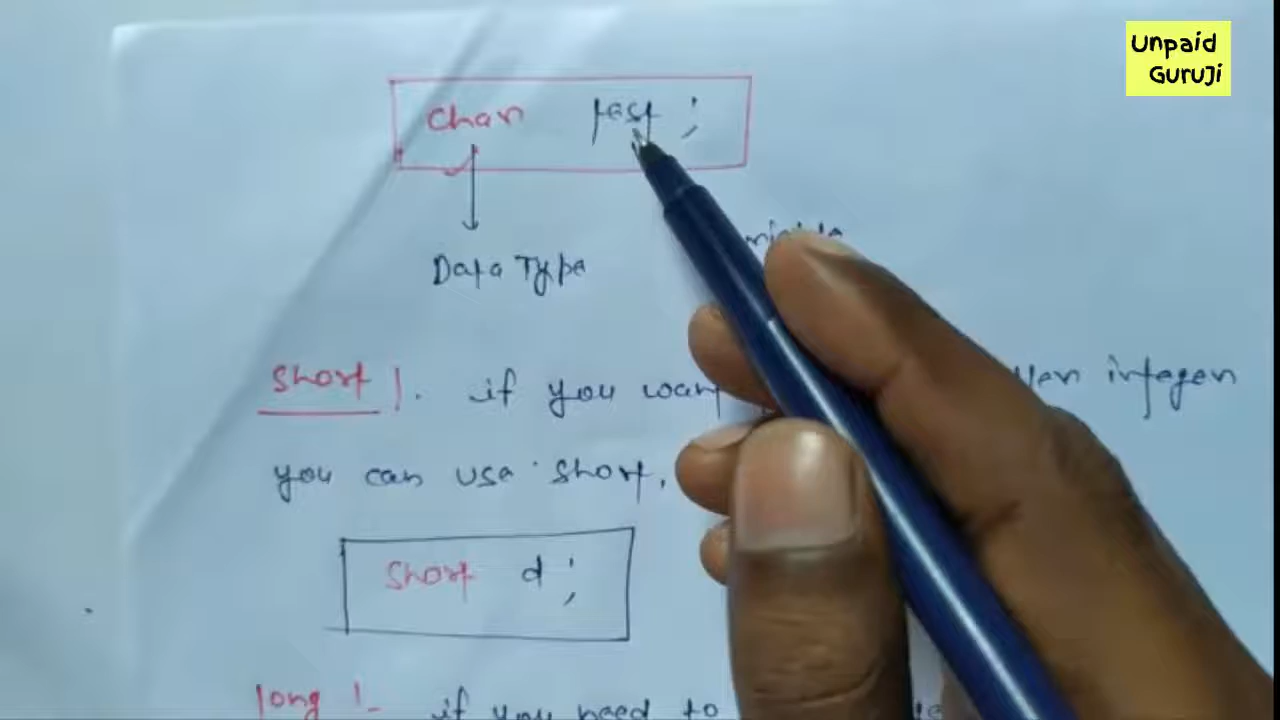 Unpaid
GuruJi
char test ;
Data Type
short :- if you want integer
you can use short.
short d ;
long :- if you need to